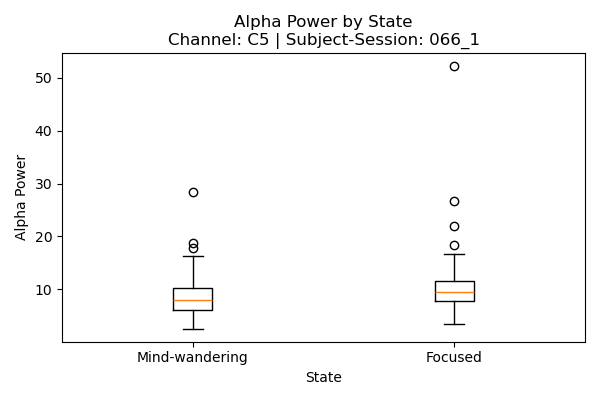 Alpha Power by State
Channel: C5 | Subject-Session: 066_1
50
40
30
20
10
Alpha Power
Mind-wandering
Focused
State